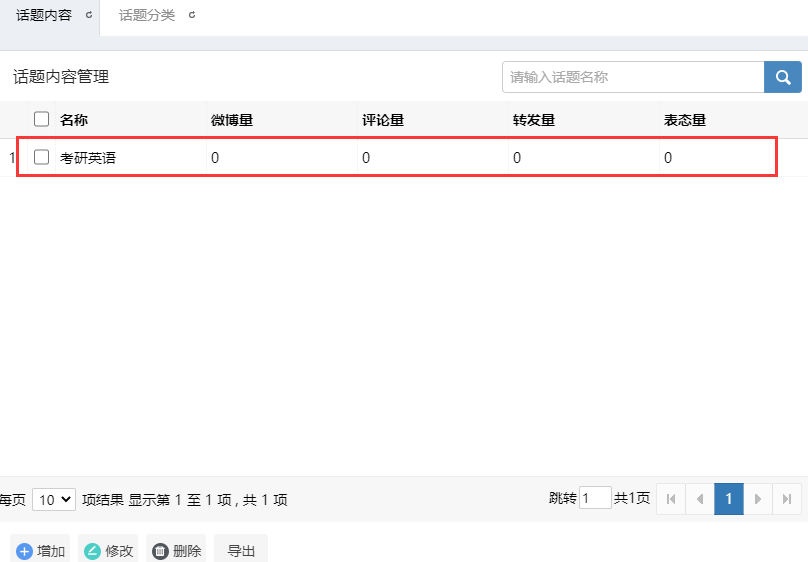 话题内容 话题分类
话题内容管理 请输入话题名称
名称 微博量 评论量 转发量 表态量
1 考研英语 0 0 0 0
每页 10 项结果 显示第 1 至 1 项 , 共 1 项 跳转 1 共1页 1
增加 修改 删除 导出